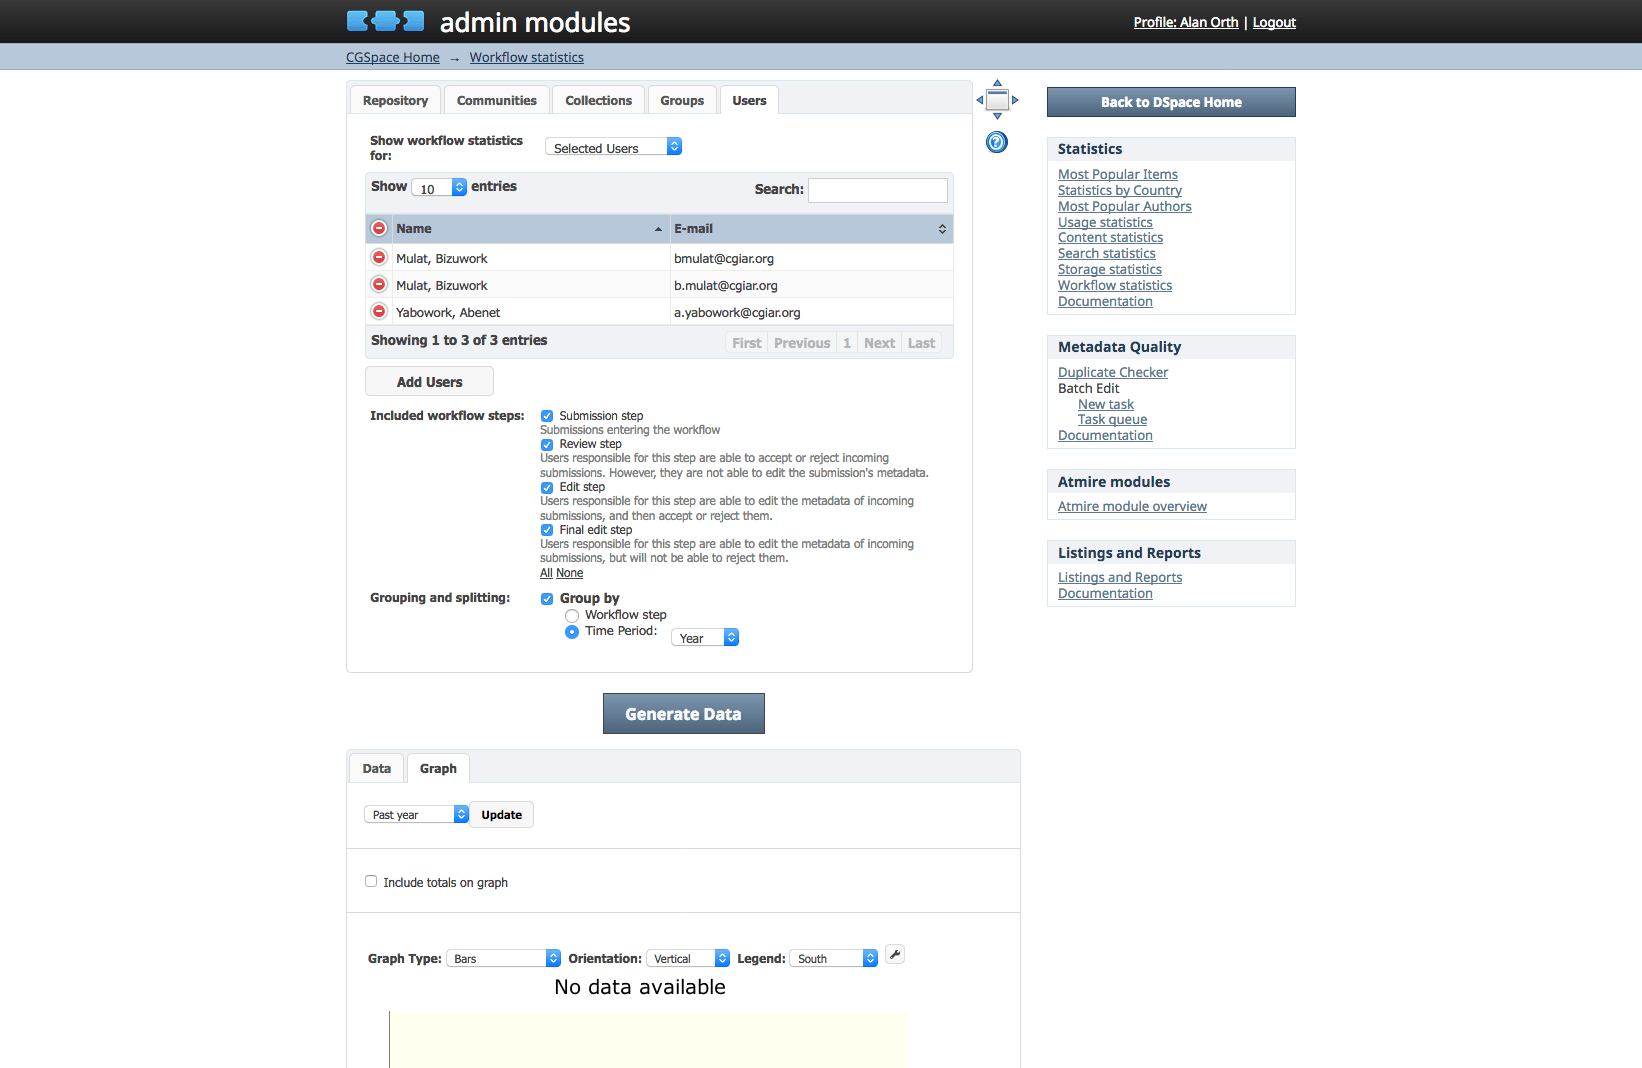 admin modules
Profile: Alan Orth | Logout
CGSpace Home → Workflow statistics
Repository
Communities
Collections
Groups
Users
Back to DSpace Home
Show workflow statistics for:
Selected Users
Show 10 entries
Search:
Name
E-mail
Mulat, Bizuwork
bmulat@cgiar.org
Mulat, Bizuwork
b.mulat@cgiar.org
Yabowork, Abenet
a.yabowork@cgiar.org
Showing 1 to 3 of 3 entries
First Previous 1 Next Last
Add Users
Included workflow steps:
Submission step
Submissions entering the workflow
Review step
Users responsible for this step are able to accept or reject incoming
submissions. However, they are not able to edit the submission's metadata.
Edit step
Users responsible for this step are able to edit the metadata of incoming
submissions, and then accept or reject them.
Final edit step
Users responsible for this step are able to edit the metadata of incoming
submissions, but will not be able to reject them.
All None
Grouping and splitting:
Group by
Workflow step
Time Period: Year
Generate Data
Statistics
Most Popular Items
Statistics by Country
Most Popular Authors
Usage statistics
Content statistics
Search statistics
Storage statistics
Workflow statistics
Documentation
Metadata Quality
Duplicate Checker
Batch Edit
New task
Task queue
Documentation
Atmire modules
Atmire module overview
Listings and Reports
Listings and Reports
Documentation
Data
Graph
Past year
Update
Include totals on graph
Graph Type: Bars Orientation: Vertical Legend: South
No data available